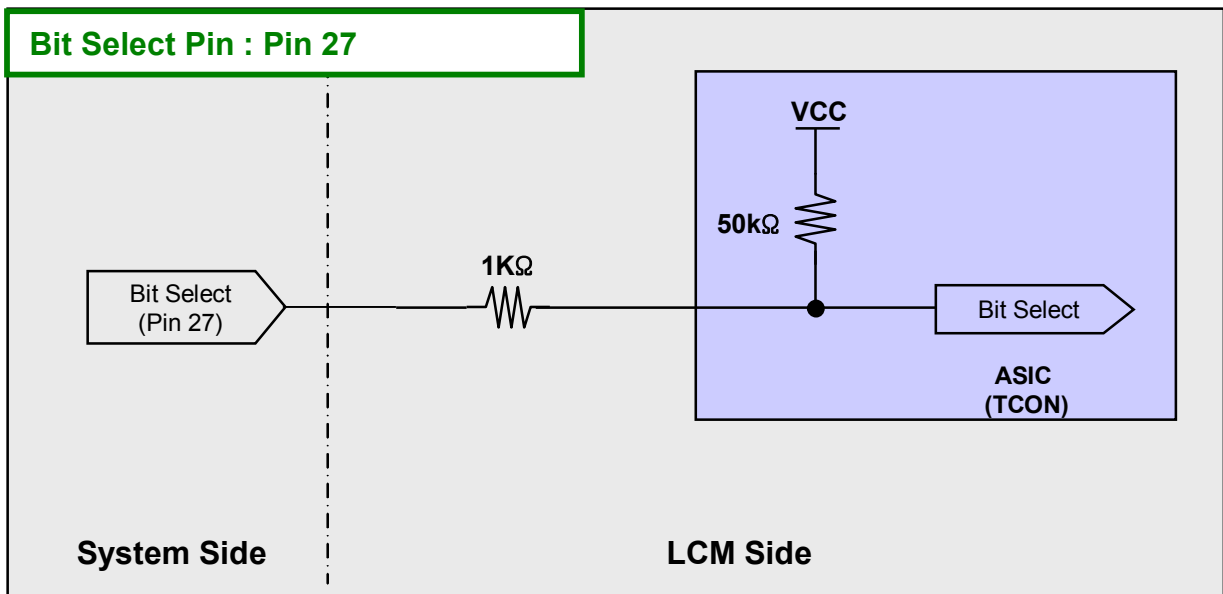 Bit Select Pin : Pin 27
VCC
50kΩ
1KΩ
Bit Select
(Pin 27)
Bit Select
ASIC
(TCON)
System Side
LCM Side